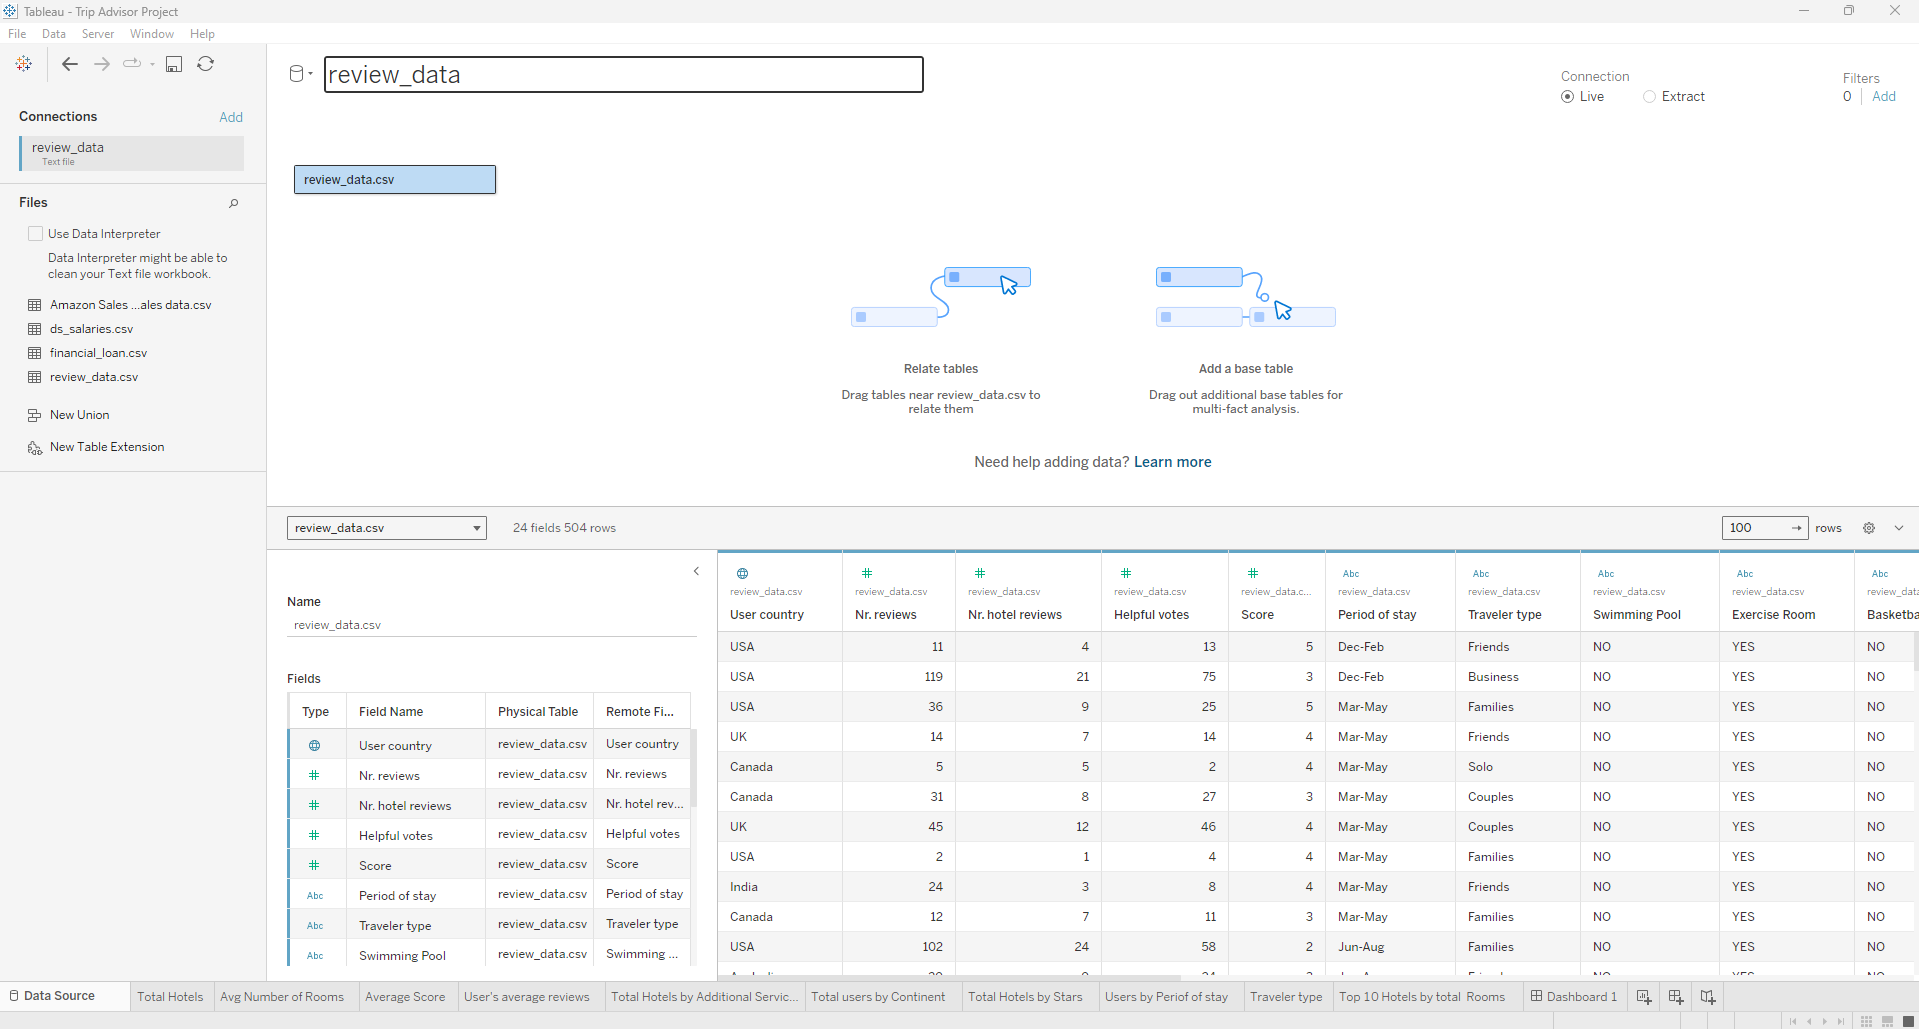 Tableau - Trip Advisor Project
File Data Server Window Help
Connections Add
review_data
Text file
Files
Use Data Interpreter
Data Interpreter might be able to
clean your Text file workbook.
Amazon Sales ...ales data.csv
ds_salaries.csv
financial_loan.csv
review_data.csv
New Union
New Table Extension
review_data
Connection
Live Extract
Filters
0 Add
review_data.csv
Relate tables
Drag tables near review_data.csv to
relate them
Add a base table
Drag out additional base tables for
multi-fact analysis.
Need help adding data? Learn more
review_data.csv 24 fields 504 rows 100 rows
Name
review_data.csv
Fields
Type Field Name Physical Table Remote Fi...
User country review_data.csv User country
Nr. reviews review_data.csv Nr. reviews
Nr. hotel reviews review_data.csv Nr. hotel rev...
Helpful votes review_data.csv Helpful votes
Score review_data.csv Score
Abc Period of stay review_data.csv Period of stay
Abc Traveler type review_data.csv Traveler type
Abc Swimming Pool review_data.csv Swimming ...
Abc Abc Abc Abc Abc
review_data.csv review_data.csv review_data.csv review_data.csv review_data.c... review_data.csv review_data.csv review_data.csv review_data.csv review_data
User country Nr. reviews Nr. hotel reviews Helpful votes Score Period of stay Traveler type Swimming Pool Exercise Room Basketba
USA 11 4 13 5 Dec-Feb Friends NO YES NO
USA 119 21 75 3 Dec-Feb Business NO YES NO
USA 36 9 25 5 Mar-May Families NO YES NO
UK 14 7 14 4 Mar-May Friends NO YES NO
Canada 5 5 2 4 Mar-May Solo NO YES NO
Canada 31 8 27 3 Mar-May Couples NO YES NO
UK 45 12 46 4 Mar-May Couples NO YES NO
USA 2 1 4 4 Mar-May Families NO YES NO
India 24 3 8 4 Mar-May Friends NO YES NO
Canada 12 7 11 3 Mar-May Families NO YES NO
USA 102 24 58 2 Jun-Aug Families NO YES NO
Data Source Total Hotels Avg Number of Rooms Average Score User's average reviews Total Hotels by Additional Servic... Total users by Continent Total Hotels by Stars Users by Periof of stay Traveler type Top 10 Hotels by total Rooms Dashboard 1